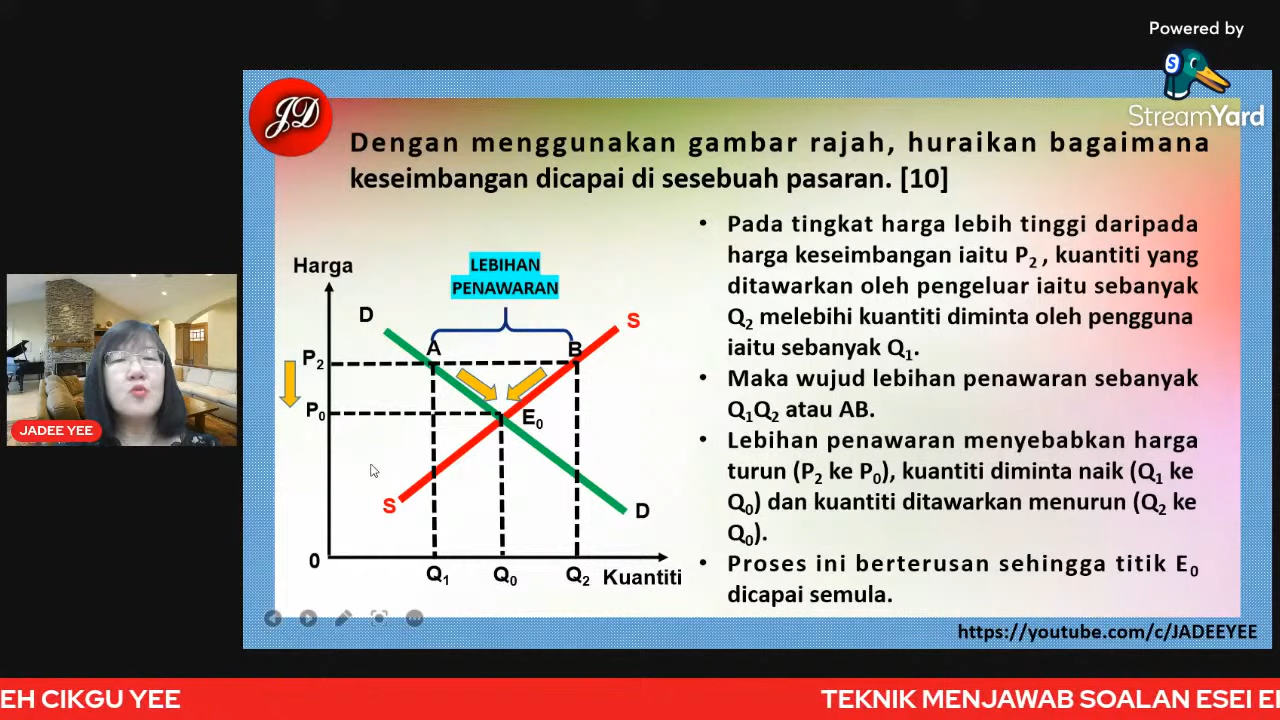 Powered by
StreamYard
JD
Dengan menggunakan gambar rajah, huraikan bagaimana
keseimbangan dicapai di sesebuah pasaran. [10]
Harga
LEBIHAN
PENAWARAN
D
S
A
B
P₂
P₀
E₀
S
D
0
Q₁
Q₀
Q₂
Kuantiti
• Pada tingkat harga lebih tinggi daripada
harga keseimbangan iaitu P₂ , kuantiti yang
ditawarkan oleh pengeluar iaitu sebanyak
Q₂ melebihi kuantiti diminta oleh pengguna
iaitu sebanyak Q₁.
• Maka wujud lebihan penawaran sebanyak
Q₁Q₂ atau AB.
• Lebihan penawaran menyebabkan harga
turun (P₂ ke P₀), kuantiti diminta naik (Q₁ ke
Q₀) dan kuantiti ditawarkan menurun (Q₂ ke
Q₀).
• Proses ini berterusan sehingga titik E₀
dicapai semula.
https://youtube.com/c/JADEEYEE
JADEE YEE
EH CIKGU YEE
TEKNIK MENJAWAB SOALAN ESEI